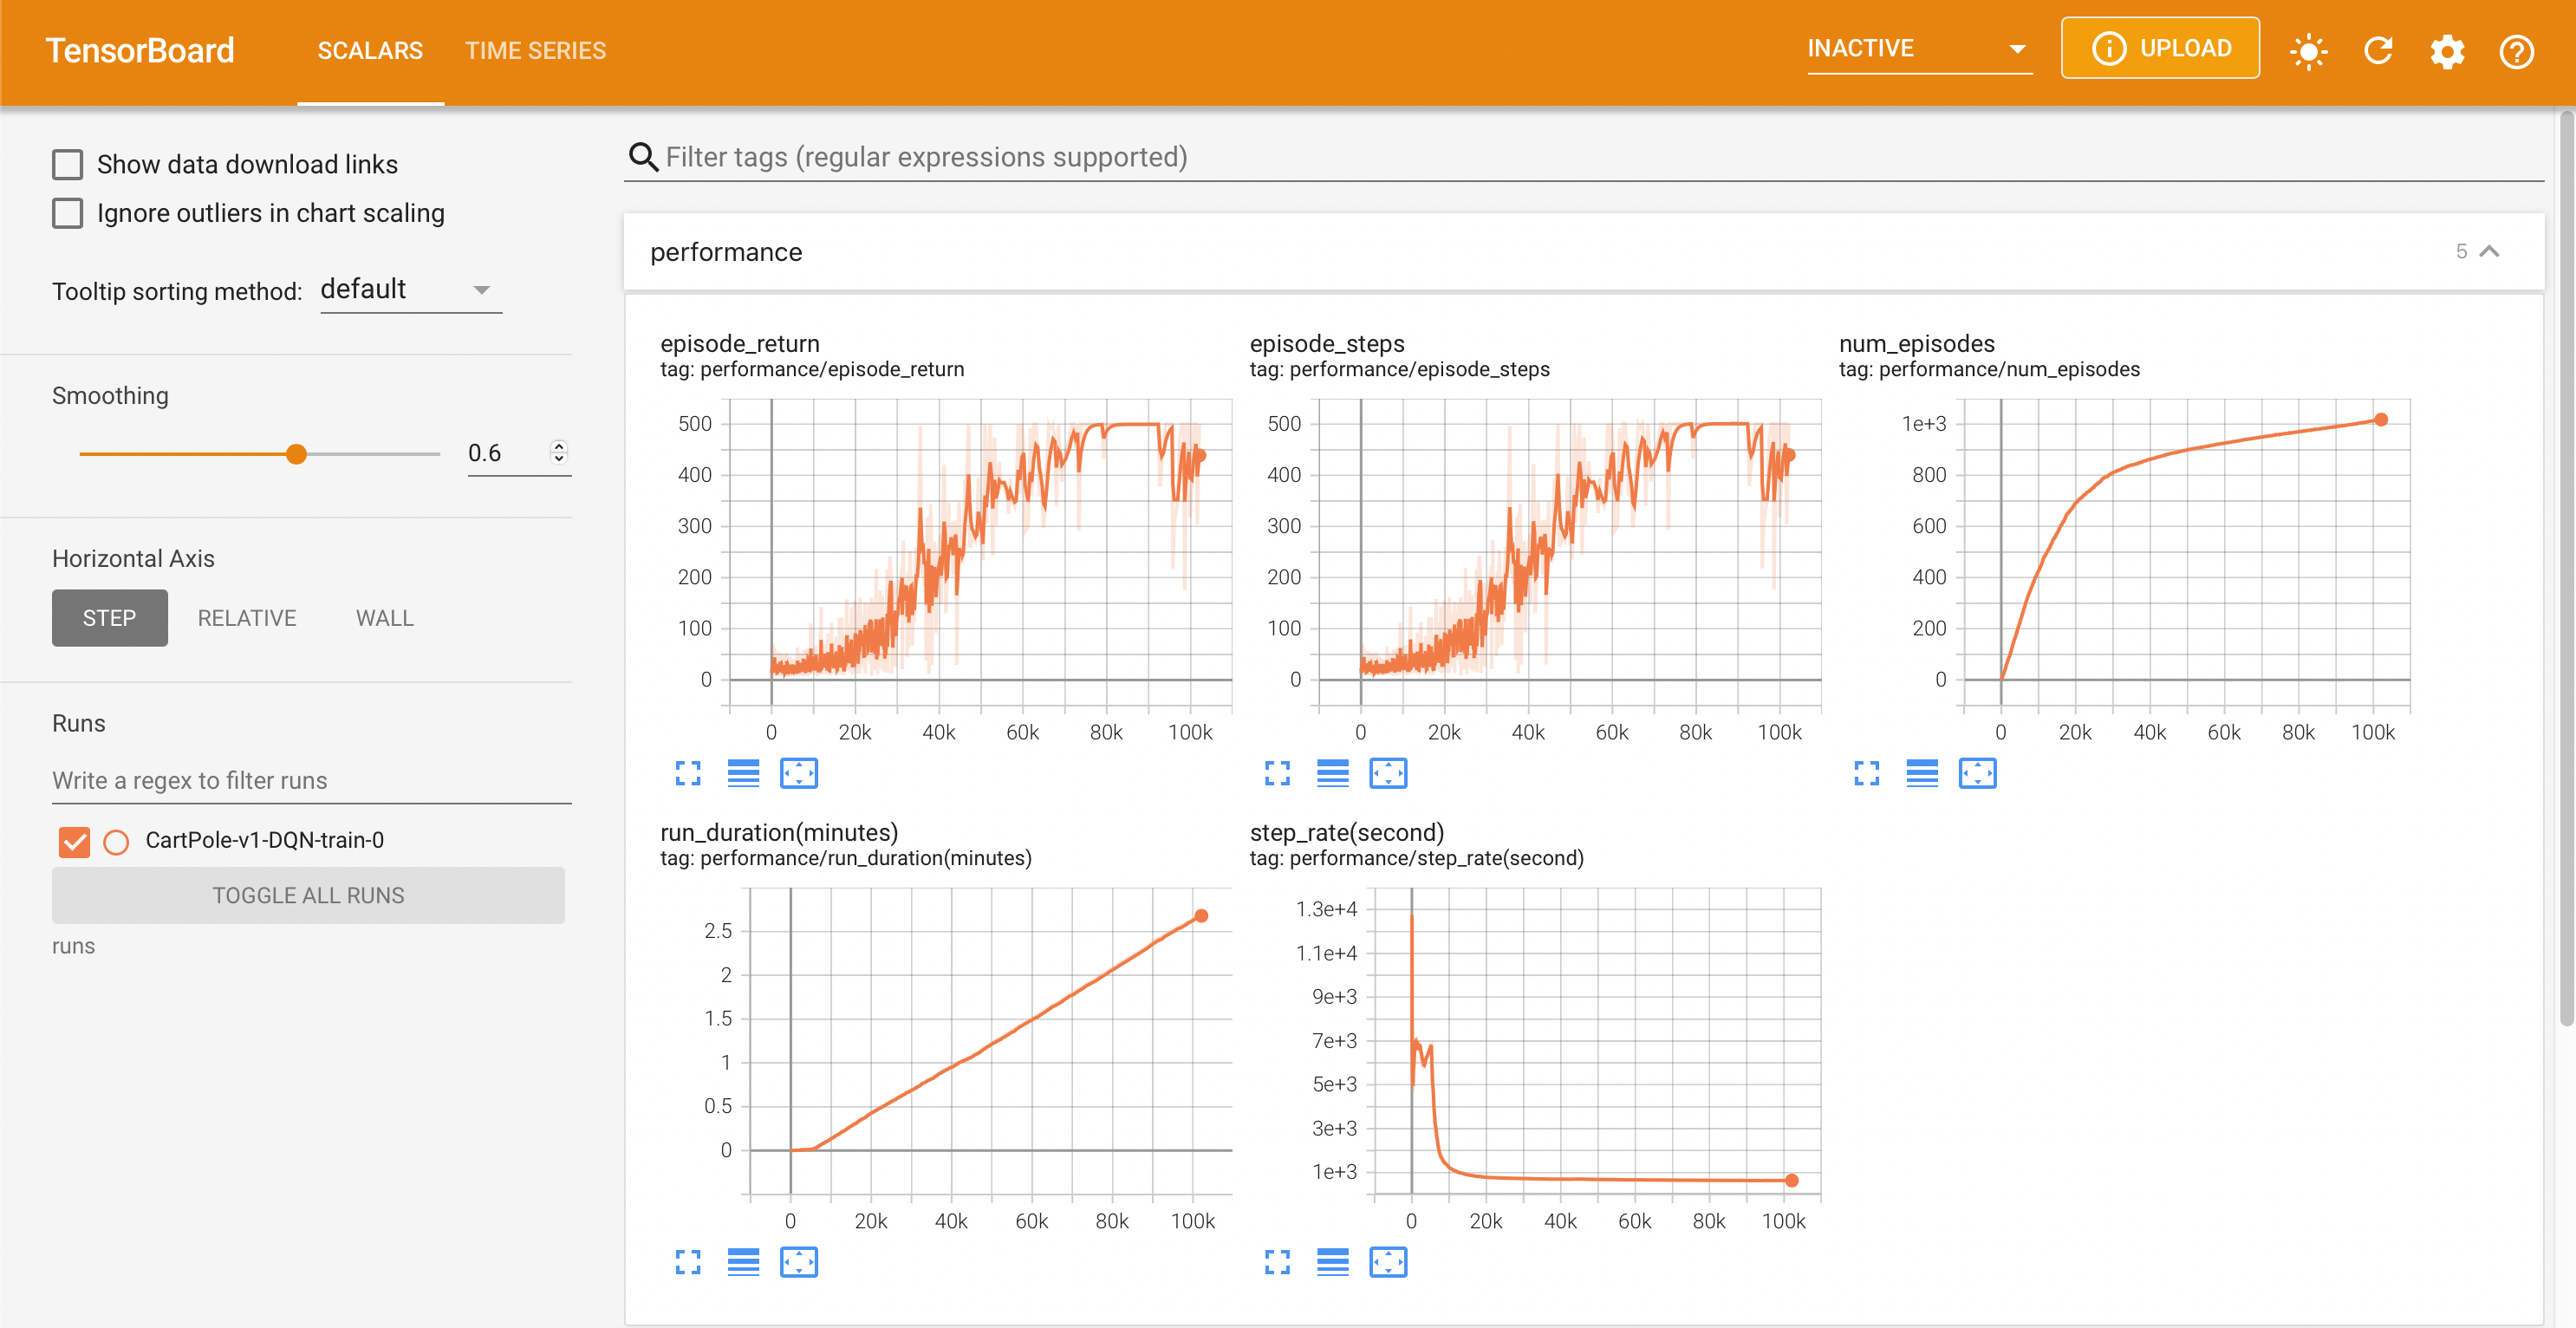 TensorBoard SCALARS TIME SERIES INACTIVE UPLOAD
Show data download links
Ignore outliers in chart scaling
Tooltip sorting method: default
Smoothing
0.6
Horizontal Axis
STEP RELATIVE WALL
Runs
Write a regex to filter runs
CartPole-v1-DQN-train-0
TOGGLE ALL RUNS
runs
Filter tags (regular expressions supported)
performance 5
episode_return
tag: performance/episode_return
500
400
300
200
100
0
0 20k 40k 60k 80k 100k
episode_steps
tag: performance/episode_steps
500
400
300
200
100
0
0 20k 40k 60k 80k 100k
num_episodes
tag: performance/num_episodes
1e+3
800
600
400
200
0
0 20k 40k 60k 80k 100k
run_duration(minutes)
tag: performance/run_duration(minutes)
2.5
2
1.5
1
0.5
0
0 20k 40k 60k 80k 100k
step_rate(second)
tag: performance/step_rate(second)
1.3e+4
1.1e+4
9e+3
7e+3
5e+3
3e+3
1e+3
0 20k 40k 60k 80k 100k